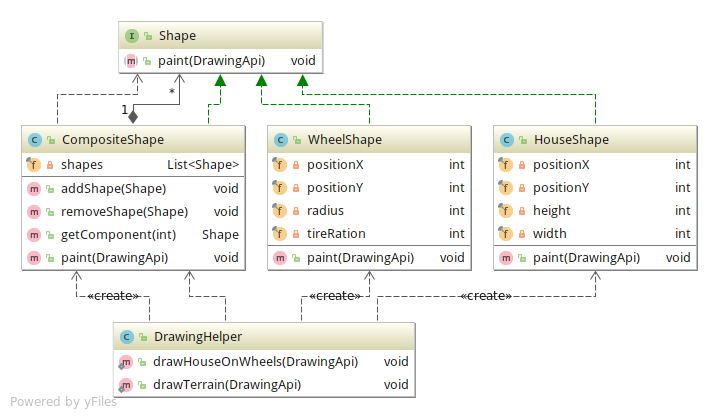 Shape
paint(DrawingApi) void
*
1
CompositeShape
shapes List<Shape>
addShape(Shape) void
removeShape(Shape) void
getComponent(int) Shape
paint(DrawingApi) void
WheelShape
positionX int
positionY int
radius int
tireRation int
paint(DrawingApi) void
HouseShape
positionX int
positionY int
height int
width int
paint(DrawingApi) void
«create» «create» «create»
DrawingHelper
drawHouseOnWheels(DrawingApi) void
drawTerrain(DrawingApi) void
Powered by yFiles